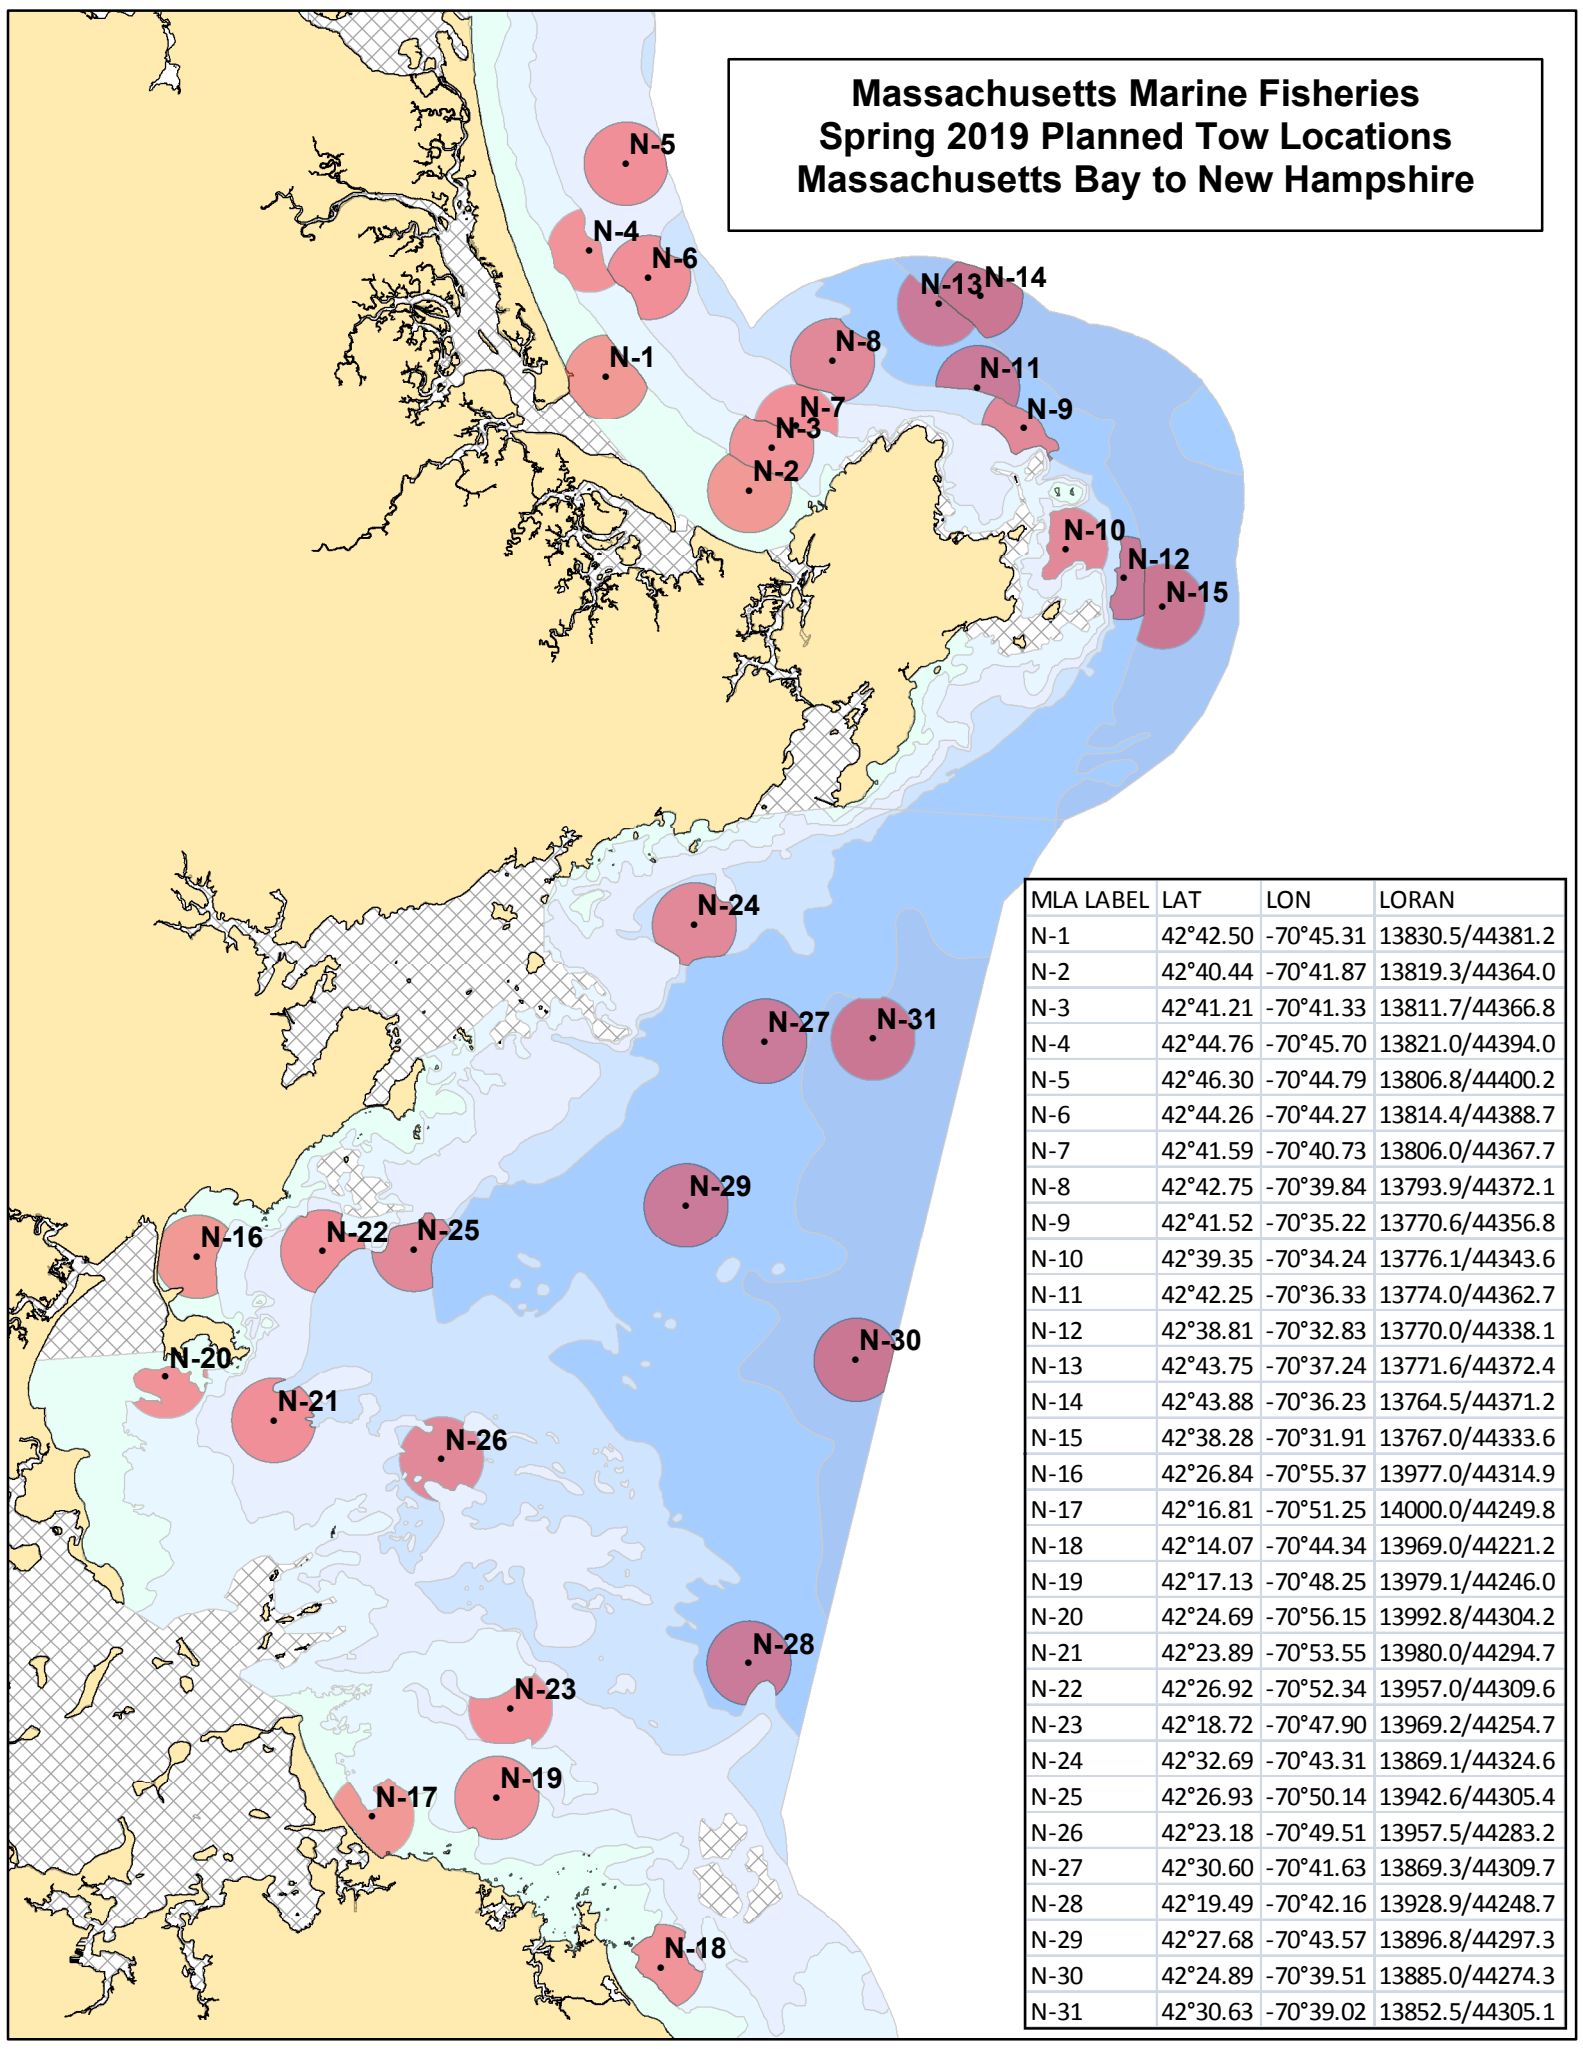 Massachusetts Marine Fisheries
Spring 2019 Planned Tow Locations
Massachusetts Bay to New Hampshire
N-5
N-4
N-6
N-14
N-13
N-8
N-1
N-11
N-7
N-9
N-3
N-2
N-10
N-12
N-15
N-24
N-27
N-31
N-29
N-16
N-22
N-25
N-30
N-20
N-21
N-26
N-28
N-23
N-19
N-17
N-18
MLA LABEL LAT LON LORAN
N-1 42°42.50 -70°45.31 13830.5/44381.2
N-2 42°40.44 -70°41.87 13819.3/44364.0
N-3 42°41.21 -70°41.33 13811.7/44366.8
N-4 42°44.76 -70°45.70 13821.0/44394.0
N-5 42°46.30 -70°44.79 13806.8/44400.2
N-6 42°44.26 -70°44.27 13814.4/44388.7
N-7 42°41.59 -70°40.73 13806.0/44367.7
N-8 42°42.75 -70°39.84 13793.9/44372.1
N-9 42°41.52 -70°35.22 13770.6/44356.8
N-10 42°39.35 -70°34.24 13776.1/44343.6
N-11 42°42.25 -70°36.33 13774.0/44362.7
N-12 42°38.81 -70°32.83 13770.0/44338.1
N-13 42°43.75 -70°37.24 13771.6/44372.4
N-14 42°43.88 -70°36.23 13764.5/44371.2
N-15 42°38.28 -70°31.91 13767.0/44333.6
N-16 42°26.84 -70°55.37 13977.0/44314.9
N-17 42°16.81 -70°51.25 14000.0/44249.8
N-18 42°14.07 -70°44.34 13969.0/44221.2
N-19 42°17.13 -70°48.25 13979.1/44246.0
N-20 42°24.69 -70°56.15 13992.8/44304.2
N-21 42°23.89 -70°53.55 13980.0/44294.7
N-22 42°26.92 -70°52.34 13957.0/44309.6
N-23 42°18.72 -70°47.90 13969.2/44254.7
N-24 42°32.69 -70°43.31 13869.1/44324.6
N-25 42°26.93 -70°50.14 13942.6/44305.4
N-26 42°23.18 -70°49.51 13957.5/44283.2
N-27 42°30.60 -70°41.63 13869.3/44309.7
N-28 42°19.49 -70°42.16 13928.9/44248.7
N-29 42°27.68 -70°43.57 13896.8/44297.3
N-30 42°24.89 -70°39.51 13885.0/44274.3
N-31 42°30.63 -70°39.02 13852.5/44305.1